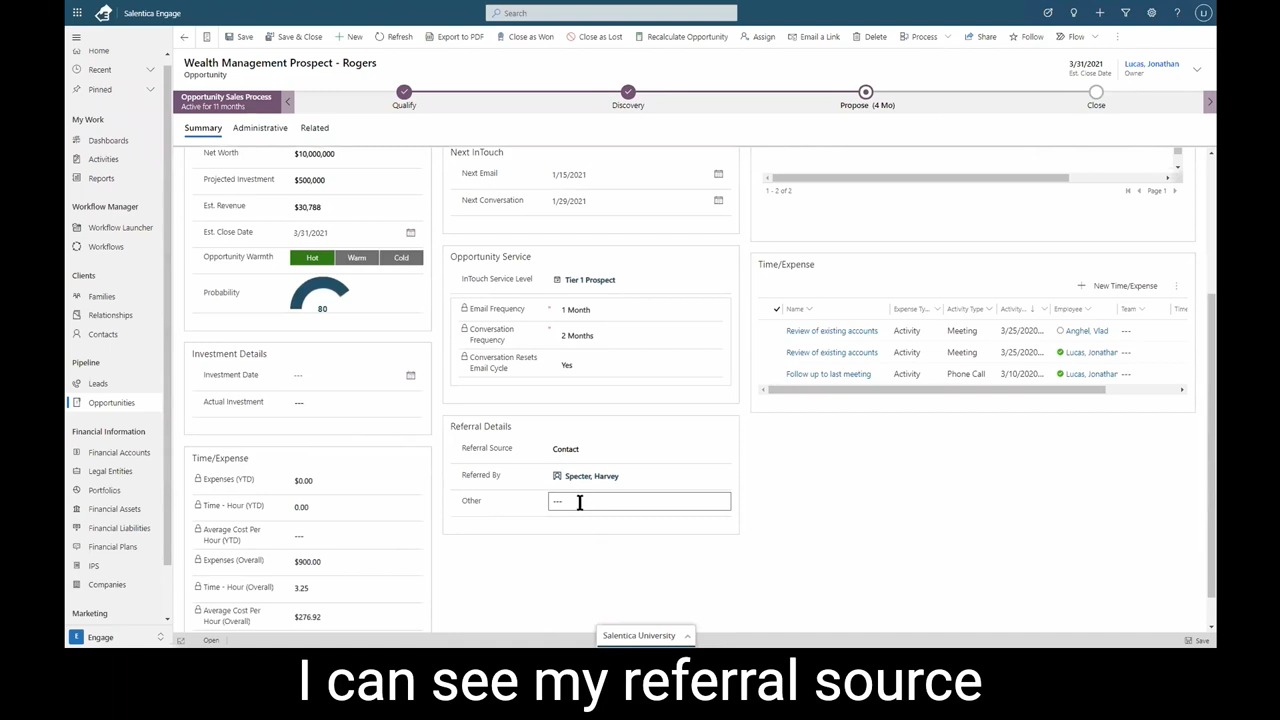 Salentica Engage
Search
Save
Save & Close
New
Refresh
Export to PDF
Close as Won
Close as Lost
Recalculate Opportunity
Assign
Email a Link
Delete
Process
Share
Follow
Flow
Wealth Management Prospect - Rogers
Opportunity
3/31/2021
Est. Close Date
Lucas, Jonathan
Owner
Opportunity Sales Process
Active for 11 months
Qualify
Discovery
Propose (4 Mo)
Close
Summary
Administrative
Related
Home
Recent
Pinned
My Work
Dashboards
Activities
Reports
Workflow Manager
Workflow Launcher
Workflows
Clients
Families
Relationships
Contacts
Pipeline
Leads
Opportunities
Financial Information
Financial Accounts
Legal Entities
Portfolios
Financial Assets
Financial Liabilities
Financial Plans
IPS
Companies
Marketing
E Engage
Net Worth $10,000,000
Projected Investment $500,000
Est. Revenue $30,788
Est. Close Date 3/31/2021
Opportunity Warmth Hot Warm Cold
Probability
80
Investment Details
Investment Date ---
Actual Investment ---
Time/Expense
Expenses (YTD) $0.00
Time - Hour (YTD) 0.00
Average Cost Per
Hour (YTD) ---
Expenses (Overall) $900.00
Time - Hour (Overall) 3.25
Average Cost Per
Hour (Overall) $276.92
Next InTouch
Next Email 1/15/2021
Next Conversation 1/29/2021
Opportunity Service
InTouch Service Level Tier 1 Prospect
Email Frequency * 1 Month
Conversation
Frequency * 2 Months
Conversation Resets
Email Cycle Yes
Referral Details
Referral Source Contact
Referred By Specter, Harvey
Other ---
1 - 2 of 2
Page 1
Time/Expense
New Time/Expense
Name Expense Ty... Activity Type Activity... Employee Team Time
Review of existing accounts Activity Meeting 3/25/2020... Anghel, Vlad ---
Review of existing accounts Activity Meeting 3/25/2020... Lucas, Jonathan ---
Follow up to last meeting Activity Phone Call 3/10/2020... Lucas, Jonathan ---
Open
Salentica University
Save
I can see my referral source